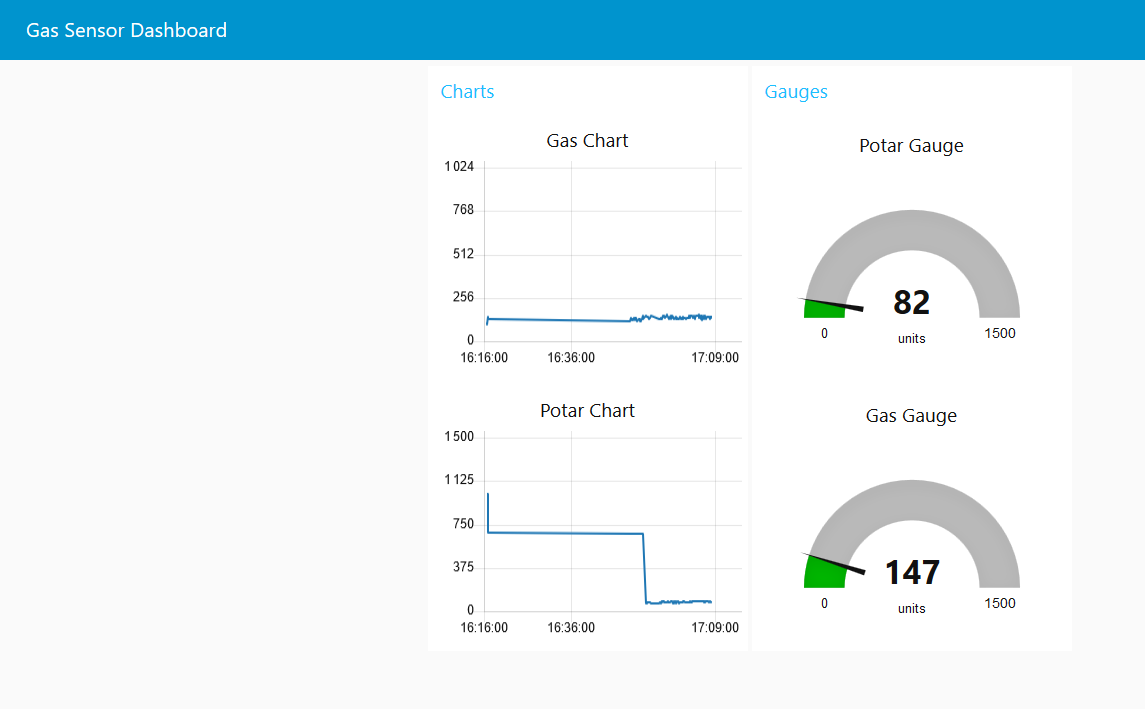 Gas Sensor Dashboard
Charts
Gas Chart
1 024
768
512
256
0
16:16:00 16:36:00 17:09:00
Potar Chart
1 500
1 125
750
375
0
16:16:00 16:36:00 17:09:00
Gauges
Potar Gauge
82
units
0 1500
Gas Gauge
147
units
0 1500